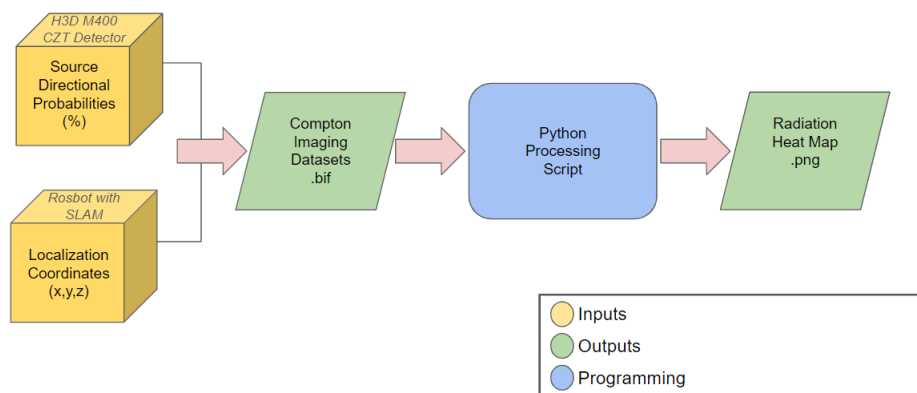 H3D M400
CZT Detector
Source
Directional
Probabilities
(%)
Rosbot with
SLAM
Localization
Coordinates
(x,y,z)
Compton
Imaging
Datasets
.bif
Python
Processing
Script
Radiation
Heat Map
.png
Inputs
Outputs
Programming